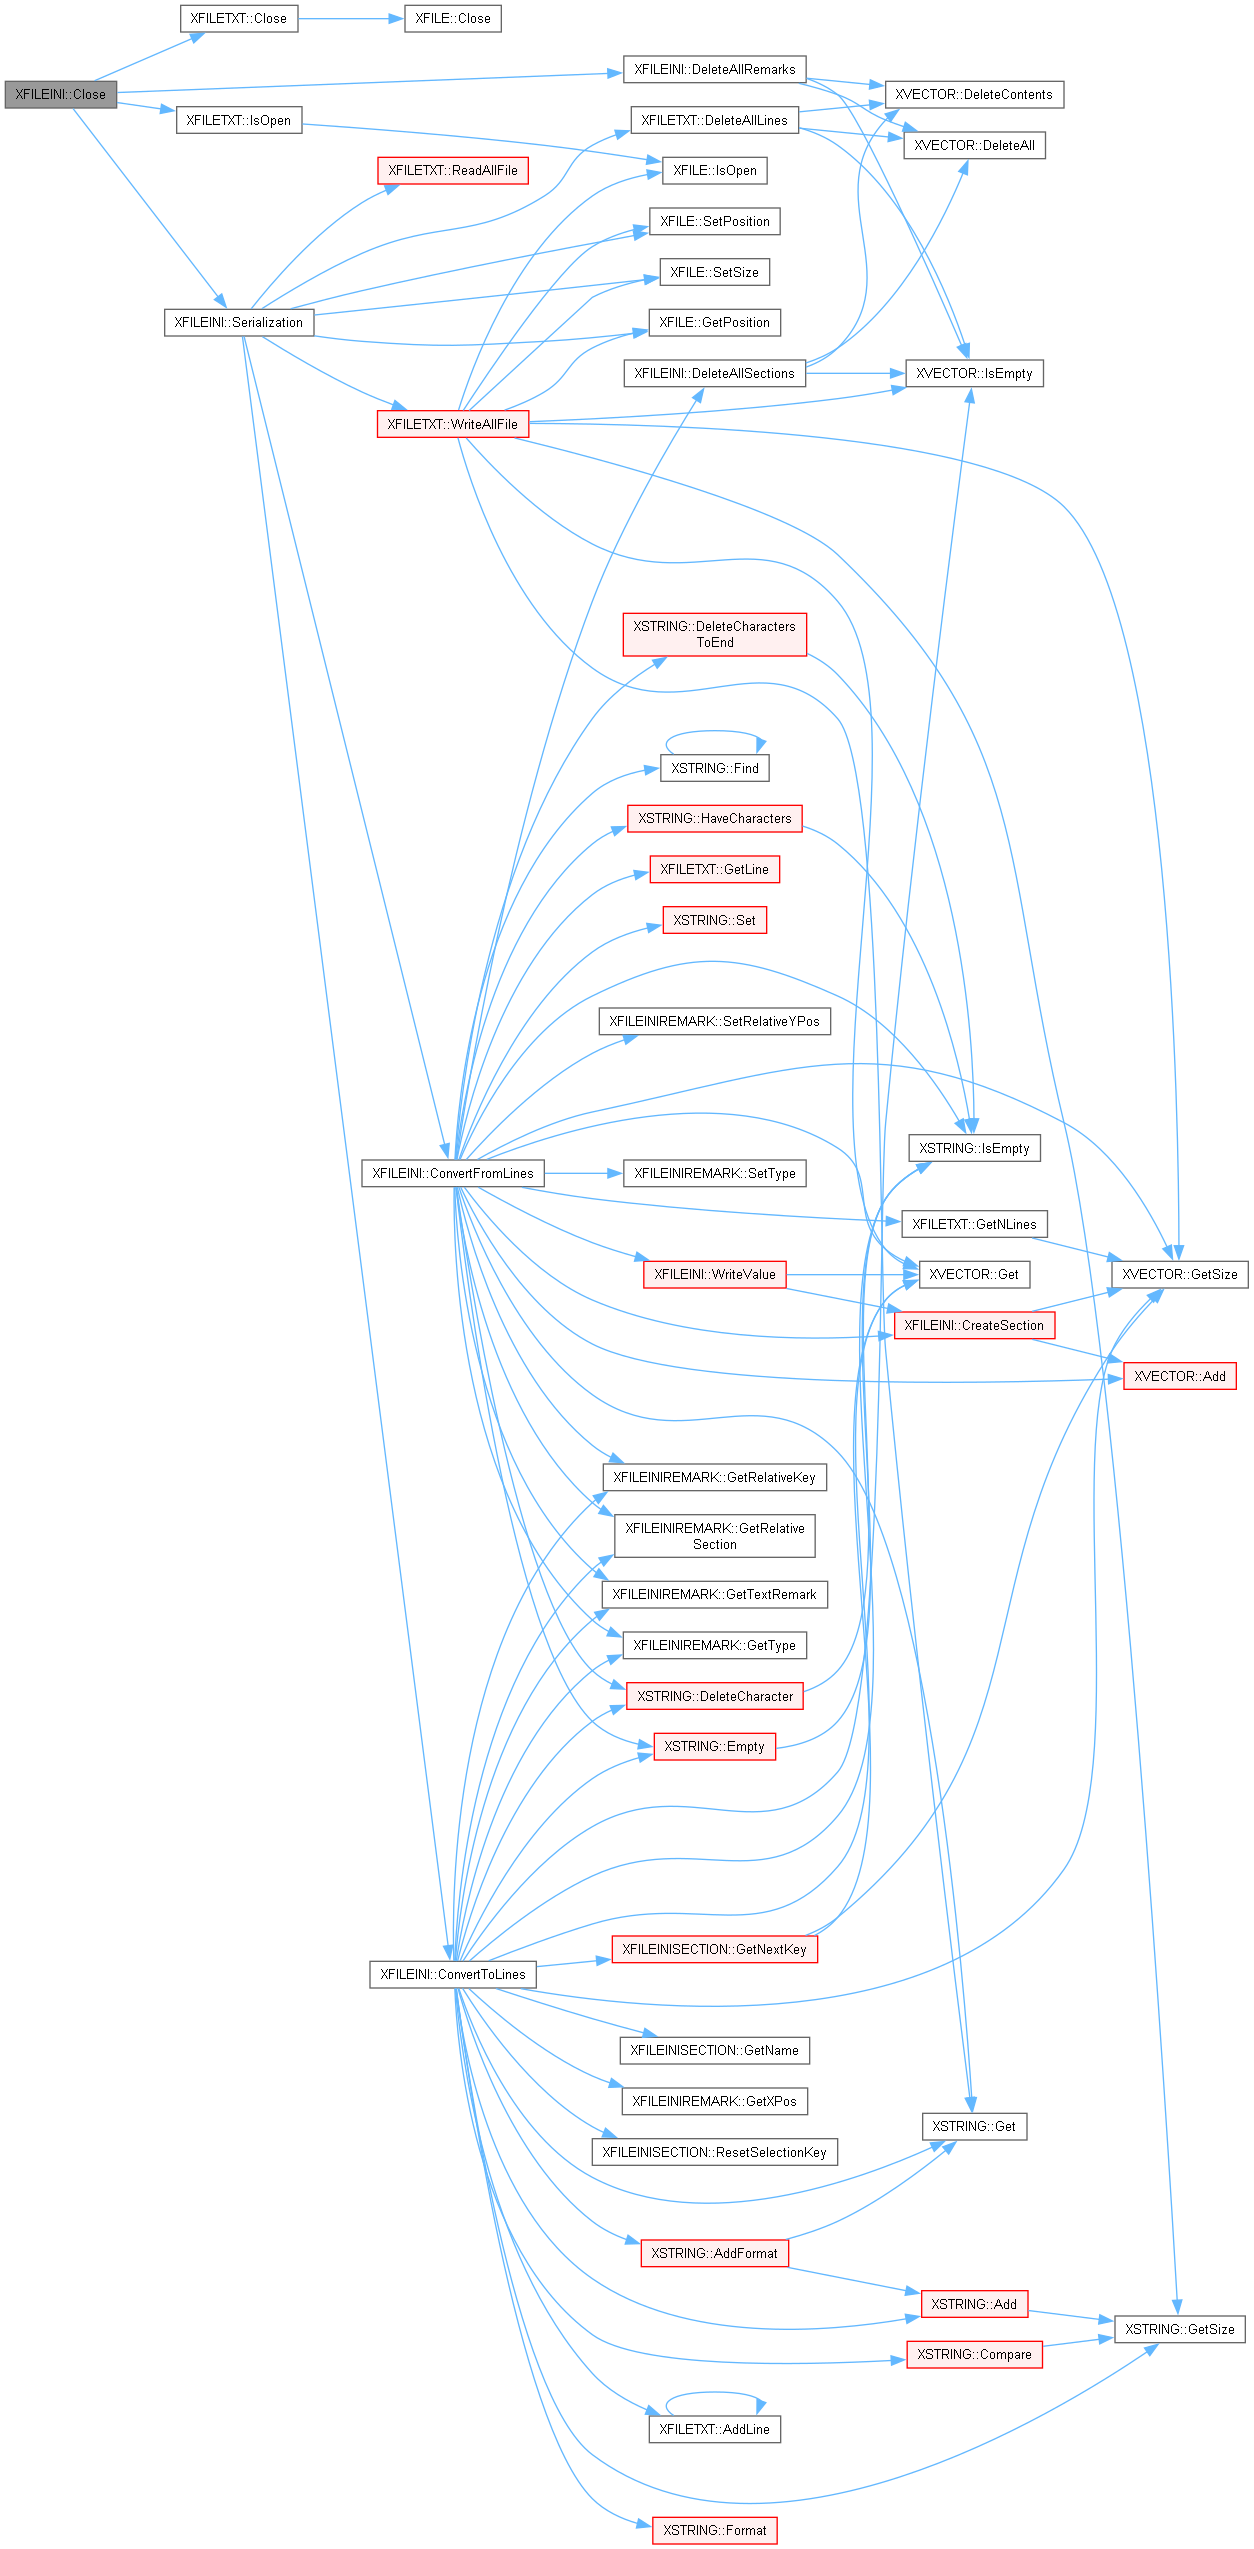 XFILETXT::Close
XFILE::Close
XFILEINI::DeleteAllRemarks
XFILEINI::Close
XVECTOR::DeleteContents
XFILETXT::IsOpen
XFILETXT::DeleteAllLines
XVECTOR::DeleteAll
XFILETXT::ReadAllFile
XFILE::IsOpen
XFILE::SetPosition
XFILE::SetSize
XFILEINI::Serialization
XFILE::GetPosition
XFILEINI::DeleteAllSections
XVECTOR::IsEmpty
XFILETXT::WriteAllFile
XSTRING::DeleteCharacters
ToEnd
XSTRING::Find
XSTRING::HaveCharacters
XFILETXT::GetLine
XSTRING::Set
XFILEINIREMARK::SetRelativeYPos
XSTRING::IsEmpty
XFILEINI::ConvertFromLines
XFILEINIREMARK::SetType
XFILETXT::GetNLines
XFILEINI::WriteValue
XVECTOR::Get
XVECTOR::GetSize
XFILEINI::CreateSection
XVECTOR::Add
XFILEINIREMARK::GetRelativeKey
XFILEINIREMARK::GetRelative
Section
XFILEINIREMARK::GetTextRemark
XFILEINIREMARK::GetType
XSTRING::DeleteCharacter
XSTRING::Empty
XFILEINISECTION::GetNextKey
XFILEINI::ConvertToLines
XFILEINISECTION::GetName
XFILEINIREMARK::GetXPos
XSTRING::Get
XFILEINISECTION::ResetSelectionKey
XSTRING::AddFormat
XSTRING::Add
XSTRING::GetSize
XSTRING::Compare
XFILETXT::AddLine
XSTRING::Format